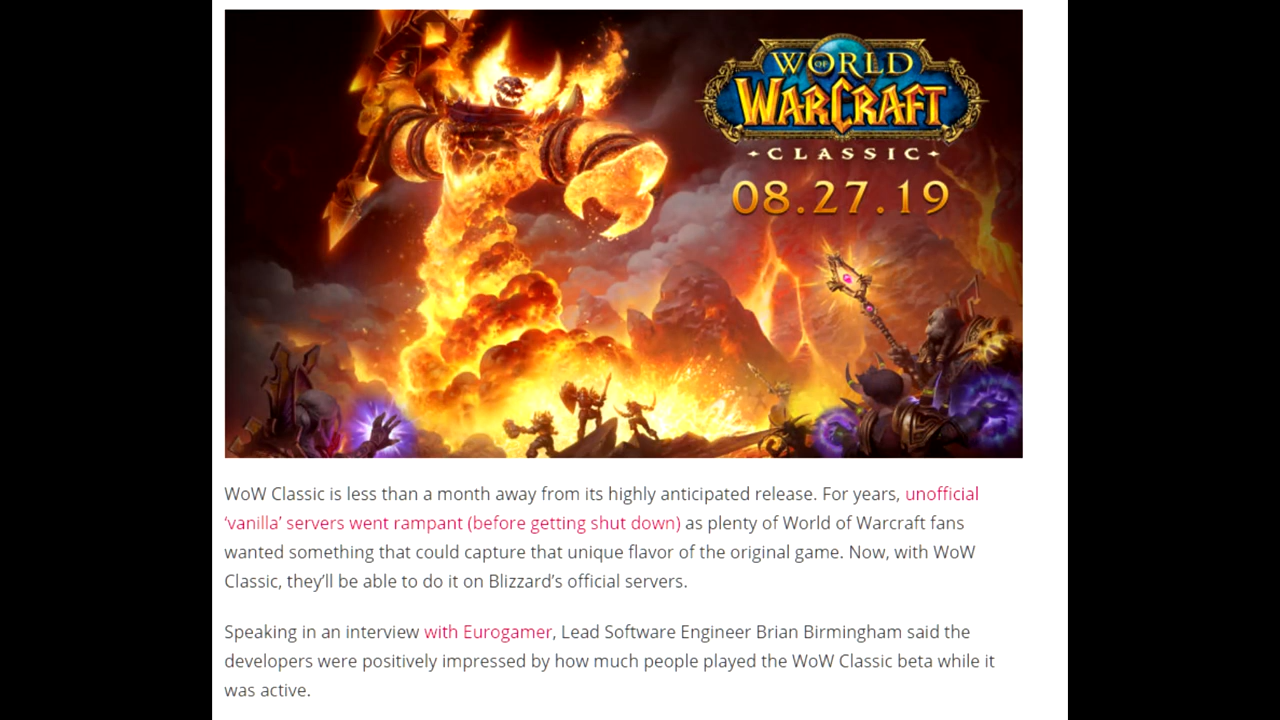 WORLD
OF
WARCRAFT
CLASSIC
08.27.19
WoW Classic is less than a month away from its highly anticipated release. For years, unofficial
‘vanilla’ servers went rampant (before getting shut down) as plenty of World of Warcraft fans
wanted something that could capture that unique flavor of the original game. Now, with WoW
Classic, they’ll be able to do it on Blizzard’s official servers.
Speaking in an interview with Eurogamer, Lead Software Engineer Brian Birmingham said the
developers were positively impressed by how much people played the WoW Classic beta while it
was active.